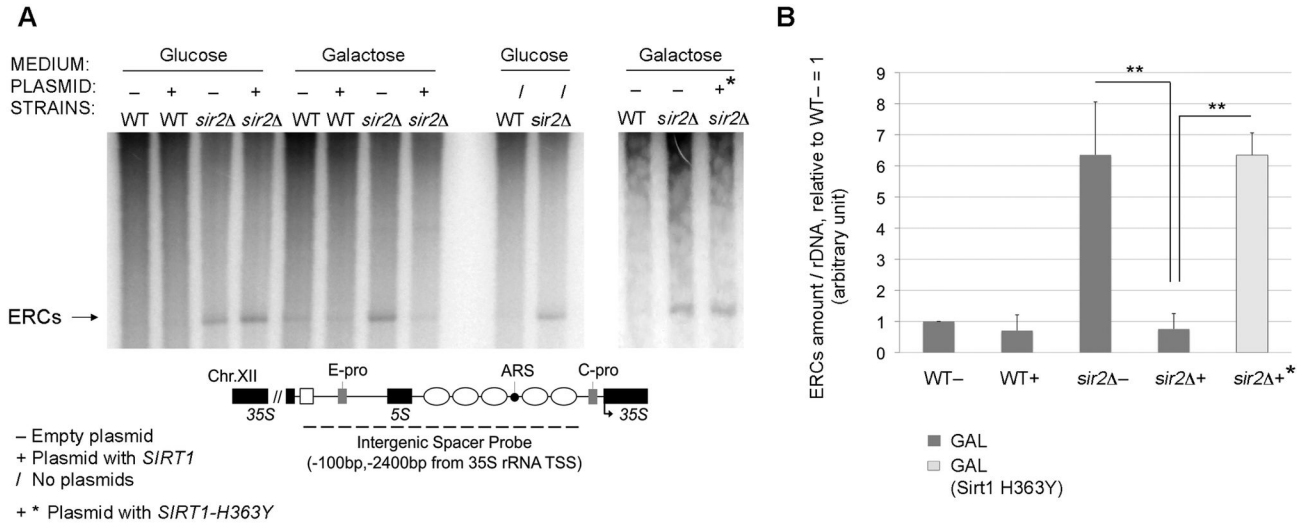 A
MEDIUM: Glucose Galactose Glucose Galactose
PLASMID: – + – + – + – + / / – – +*
STRAINS: WT WT sir2Δ sir2Δ WT WT sir2Δ sir2Δ WT sir2Δ WT sir2Δ sir2Δ
ERCs
Chr.XII E-pro ARS C-pro
35S // 5S 35S
Intergenic Spacer Probe
(-100bp,-2400bp from 35S rRNA TSS)
– Empty plasmid
+ Plasmid with SIRT1
/ No plasmids
+ * Plasmid with SIRT1-H363Y
B
ERCs amount / rDNA, relative to WT– = 1
(arbitrary unit)
9
8
7
6
5
4
3
2
1
0
**
**
WT– WT+ sir2Δ– sir2Δ+ sir2Δ+*
GAL
GAL
(Sirt1 H363Y)